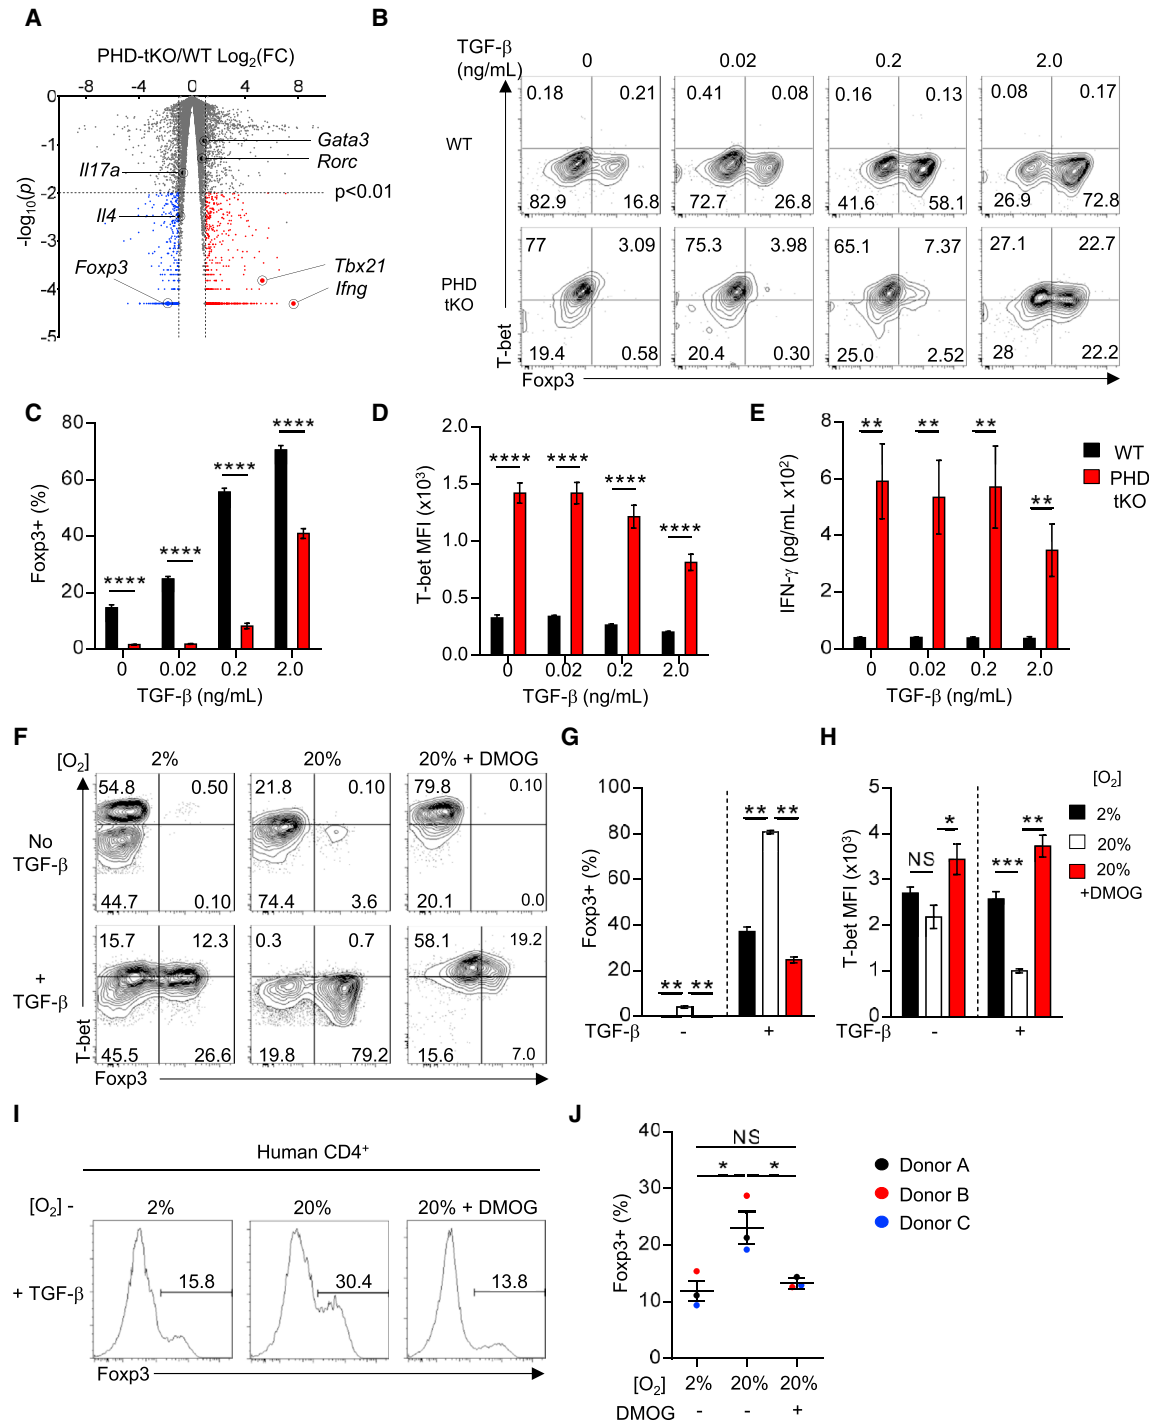 A
PHD-tKO/WT Log2(FC)
-8 -4 0 4 8
0
-1
-2
-3
-4
-5
-log10(p)
Gata3
Rorc
Il17a
p<0.01
Il4
Foxp3
Tbx21
Ifng
B
TGF-β
(ng/mL)
0 0.02 0.2 2.0
WT
0.18 0.21 0.41 0.08 0.16 0.13 0.08 0.17
82.9 16.8 72.7 26.8 41.6 58.1 26.9 72.8
PHD
tKO
77 3.09 75.3 3.98 65.1 7.37 27.1 22.7
19.4 0.58 20.4 0.30 25.0 2.52 28 22.2
T-bet
Foxp3
C
80
60
40
20
0
Foxp3+ (%)
**** **** **** ****
0 0.02 0.2 2.0
TGF-β (ng/mL)
D
2.0
1.5
1.0
0.5
0.0
T-bet MFI (x10³)
**** **** **** ****
0 0.02 0.2 2.0
TGF-β (ng/mL)
E
8
6
4
2
0
IFN-γ (pg/mL x10²)
** ** ** **
0 0.02 0.2 2.0
TGF-β (ng/mL)
WT
PHD
tKO
F
[O2] 2% 20% 20% + DMOG
No
TGF-β
54.8 0.50 21.8 0.10 79.8 0.10
44.7 0.10 74.4 3.6 20.1 0.0
+
TGF-β
15.7 12.3 0.3 0.7 58.1 19.2
45.5 26.6 19.8 79.2 15.6 7.0
T-bet
Foxp3
G
100
80
60
40
20
0
Foxp3+ (%)
** ** ** **
TGF-β - +
H
5
4
3
2
1
0
T-bet MFI (x10³)
NS * *** **
TGF-β - +
[O2]
2%
20%
20%
+DMOG
I
Human CD4+
[O2] - 2% 20% 20% + DMOG
+ TGF-β
15.8 30.4 13.8
Foxp3
J
40
30
20
10
0
Foxp3+ (%)
NS
* *
[O2] 2% 20% 20%
DMOG - - +
Donor A
Donor B
Donor C